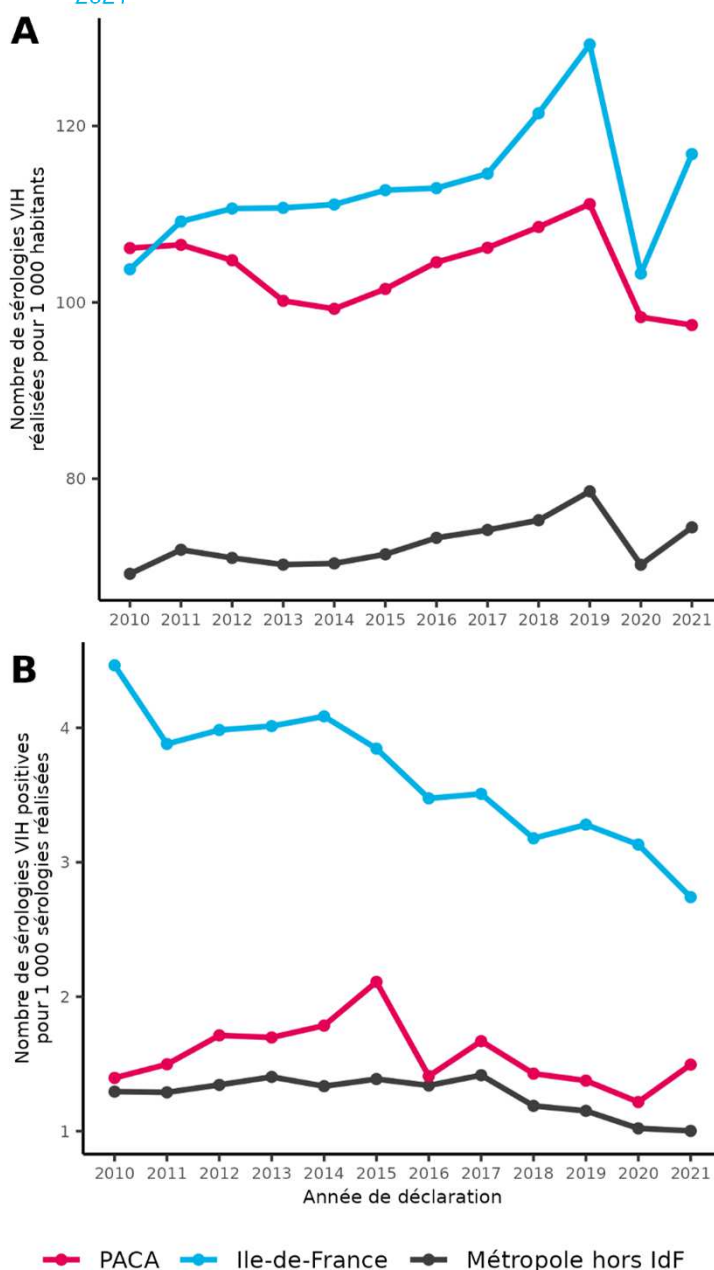 2021
A
Nombre de sérologies VIH
réalisées pour 1 000 habitants
120
100
80
2010 2011 2012 2013 2014 2015 2016 2017 2018 2019 2020 2021
B
Nombre de sérologies VIH positives
pour 1 000 sérologies réalisées
4
3
2
1
2010 2011 2012 2013 2014 2015 2016 2017 2018 2019 2020 2021
Année de déclaration
PACA Ile-de-France Métropole hors IdF